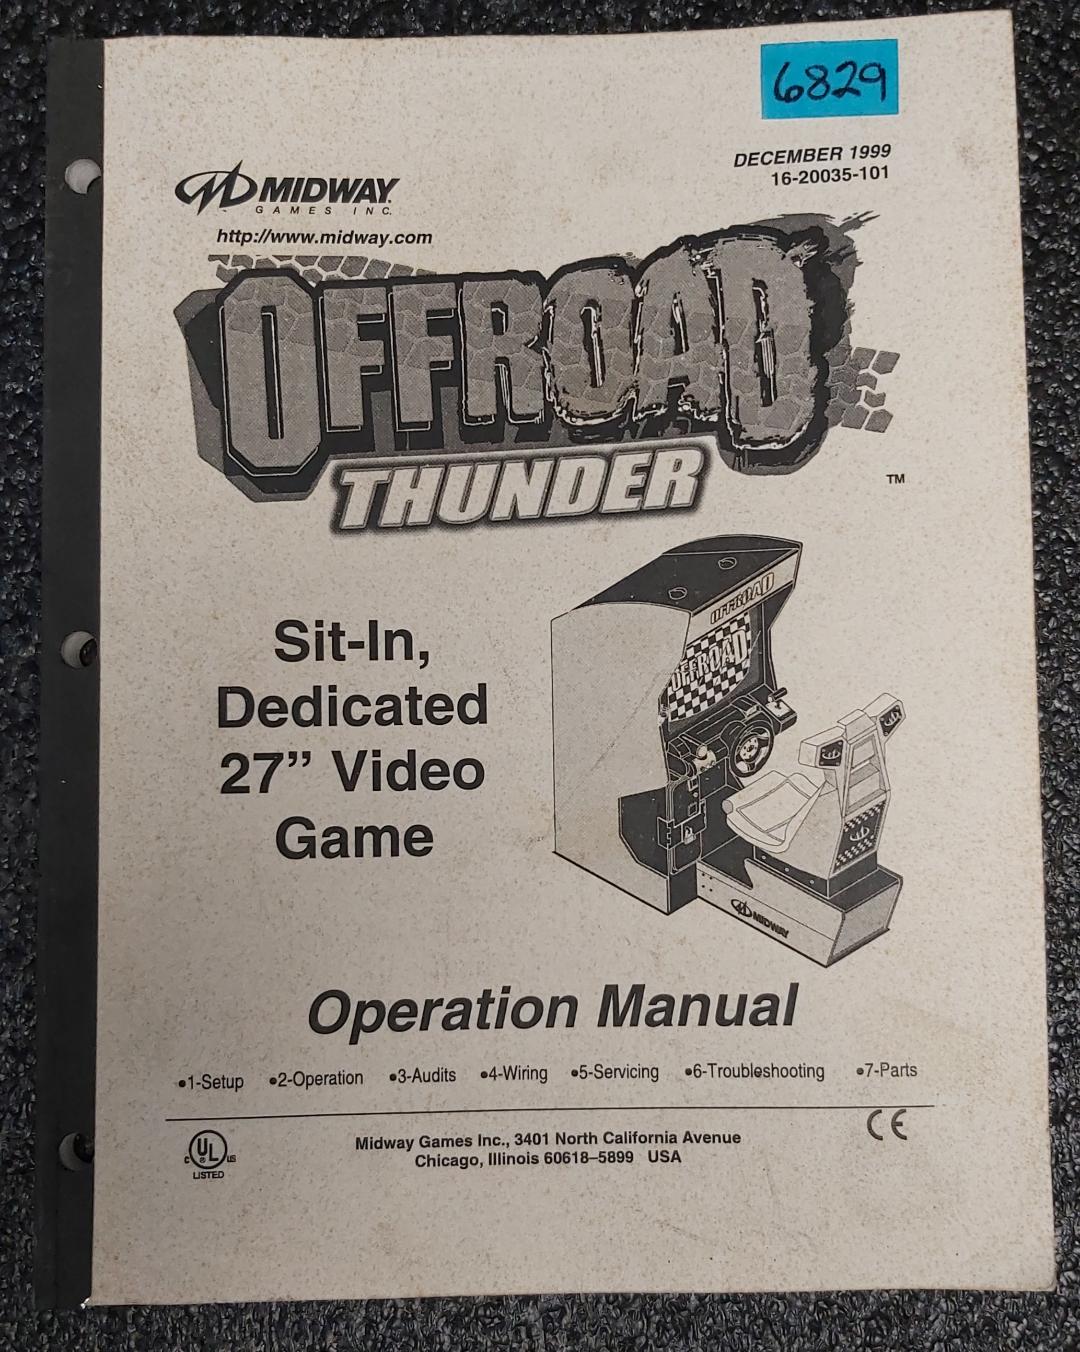 6829
DECEMBER 1999
16-20035-101
MIDWAY
GAMES INC.
http://www.midway.com
OFFROAD
THUNDER
TM
Sit-In,
Dedicated
27” Video
Game
OFFROAD
OFFROAD
MIDWAY
Operation Manual
•1-Setup •2-Operation •3-Audits •4-Wiring •5-Servicing •6-Troubleshooting •7-Parts
Midway Games Inc., 3401 North California Avenue
Chicago, Illinois 60618–5899 USA
CE
c UL ® US
LISTED